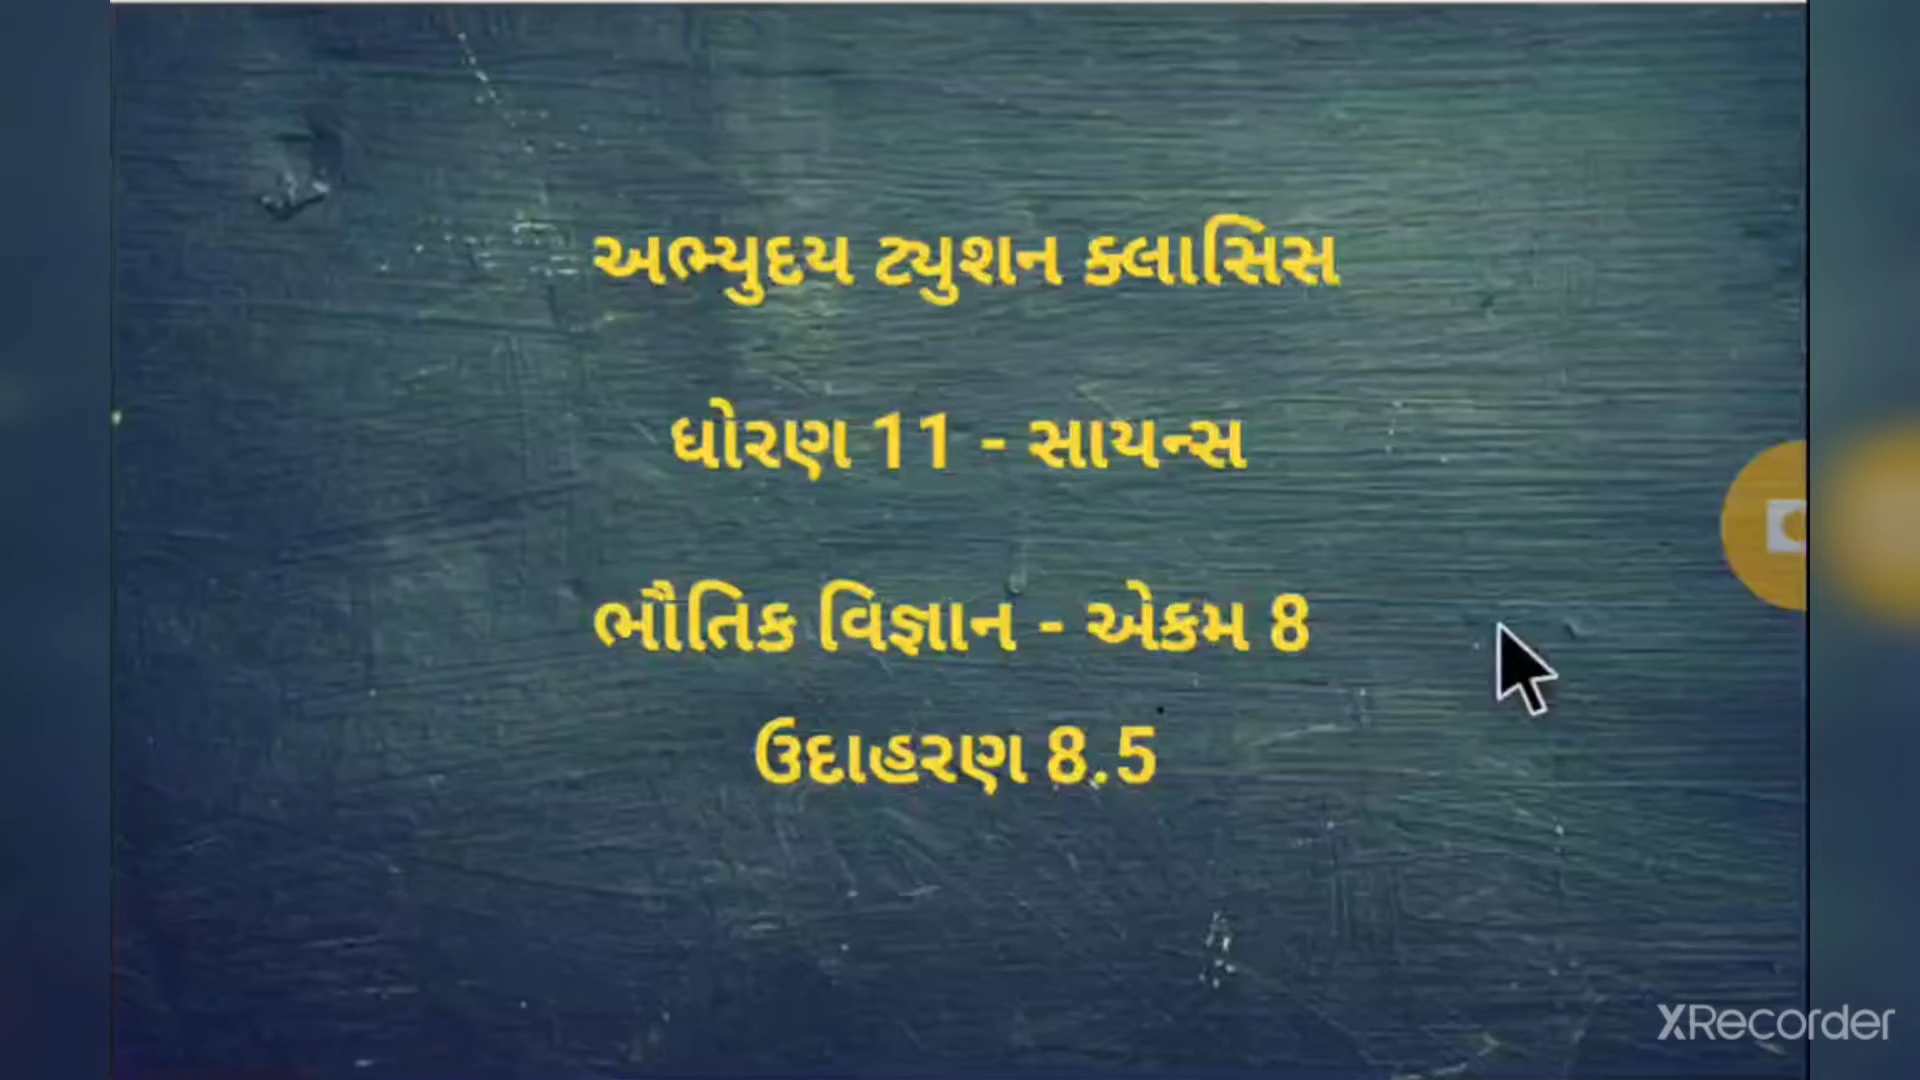 અભ્યુદય ટ્યુશન ક્લાસિસ
ધોરણ 11 - સાયન્સ
ભૌતિક વિજ્ઞાન - એકમ 8
ઉદાહરણ 8.5
XRecorder